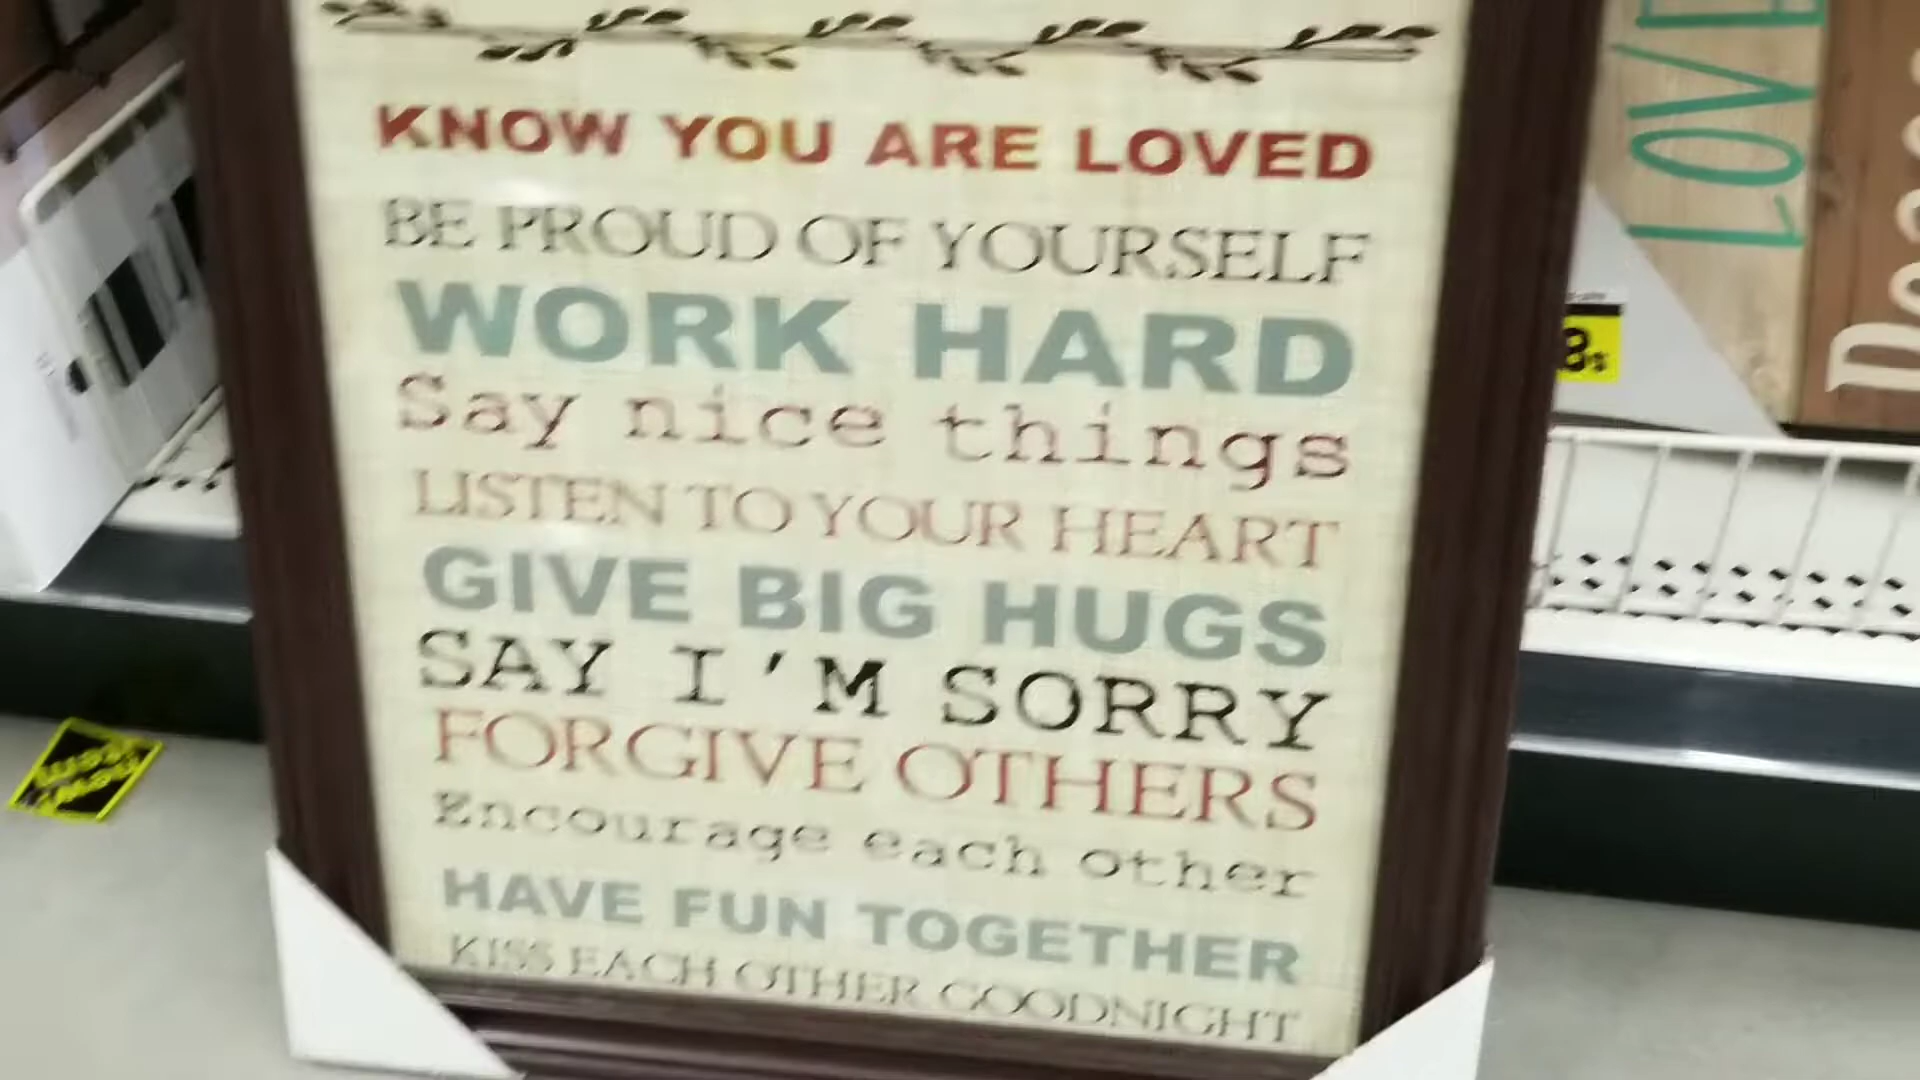 KNOW YOU ARE LOVED
BE PROUD OF YOURSELF
WORK HARD
Say nice things
LISTEN TO YOUR HEART
GIVE BIG HUGS
SAY I'M SORRY
FORGIVE OTHERS
Encourage each other
HAVE FUN TOGETHER
KISS EACH OTHER GOODNIGHT
LOVE